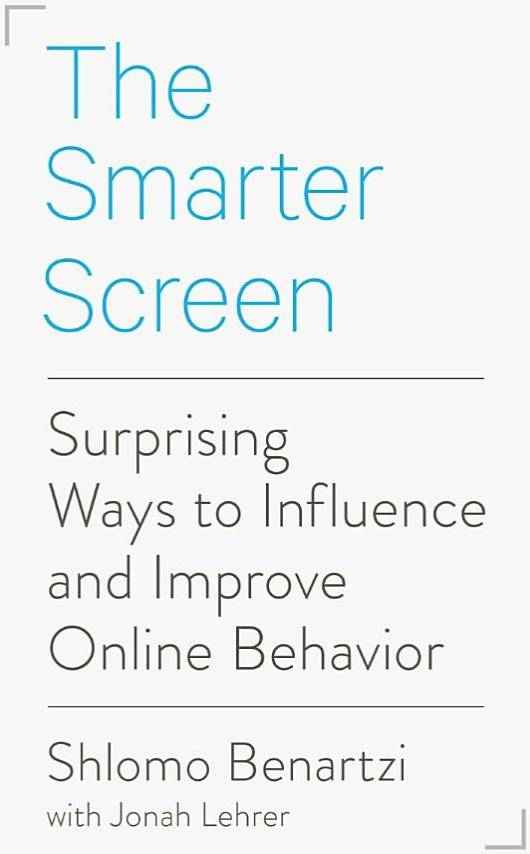 The
Smarter
Screen
Surprising
Ways to Influence
and Improve
Online Behavior
Shlomo Benartzi
with Jonah Lehrer